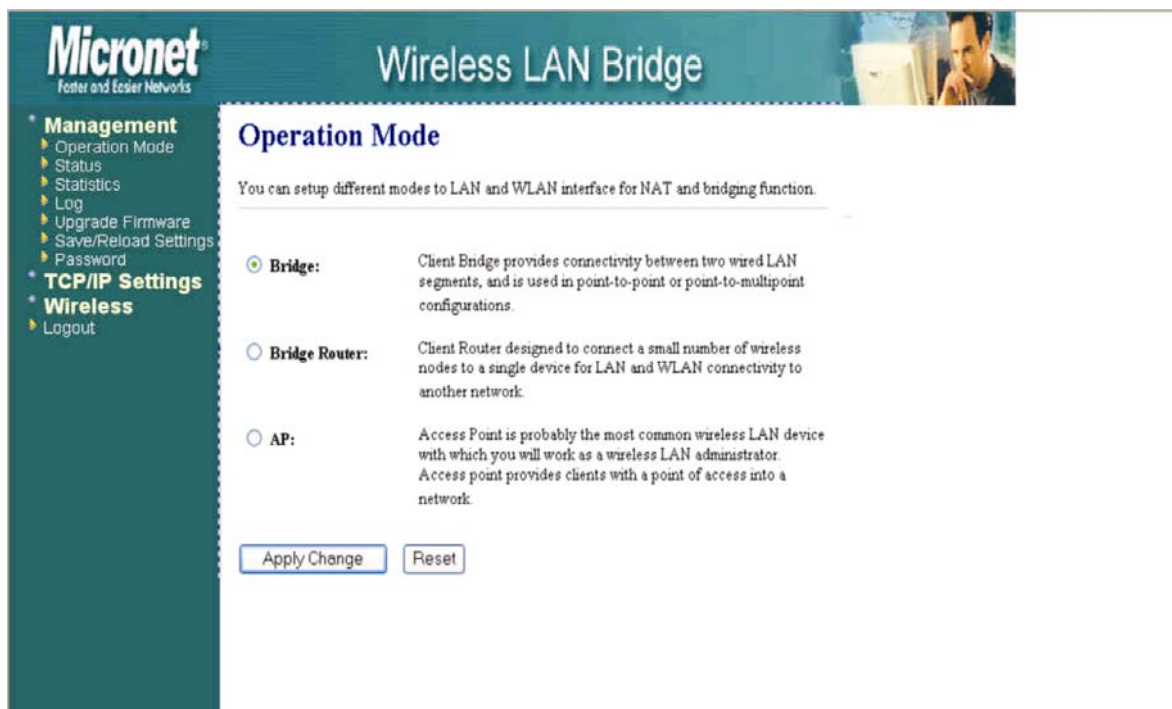 Micronet
Faster and Easier Networks
Wireless LAN Bridge
Management
Operation Mode
Status
Statistics
Log
Upgrade Firmware
Save/Reload Settings
Password
TCP/IP Settings
Wireless
Logout
Operation Mode
You can setup different modes to LAN and WLAN interface for NAT and bridging function.
Bridge:
Client Bridge provides connectivity between two wired LAN
segments, and is used in point-to-point or point-to-multipoint
configurations.
Bridge Router:
Client Router designed to connect a small number of wireless
nodes to a single device for LAN and WLAN connectivity to
another network.
AP:
Access Point is probably the most common wireless LAN device
with which you will work as a wireless LAN administrator.
Access point provides clients with a point of access into a
network.
Apply Change
Reset